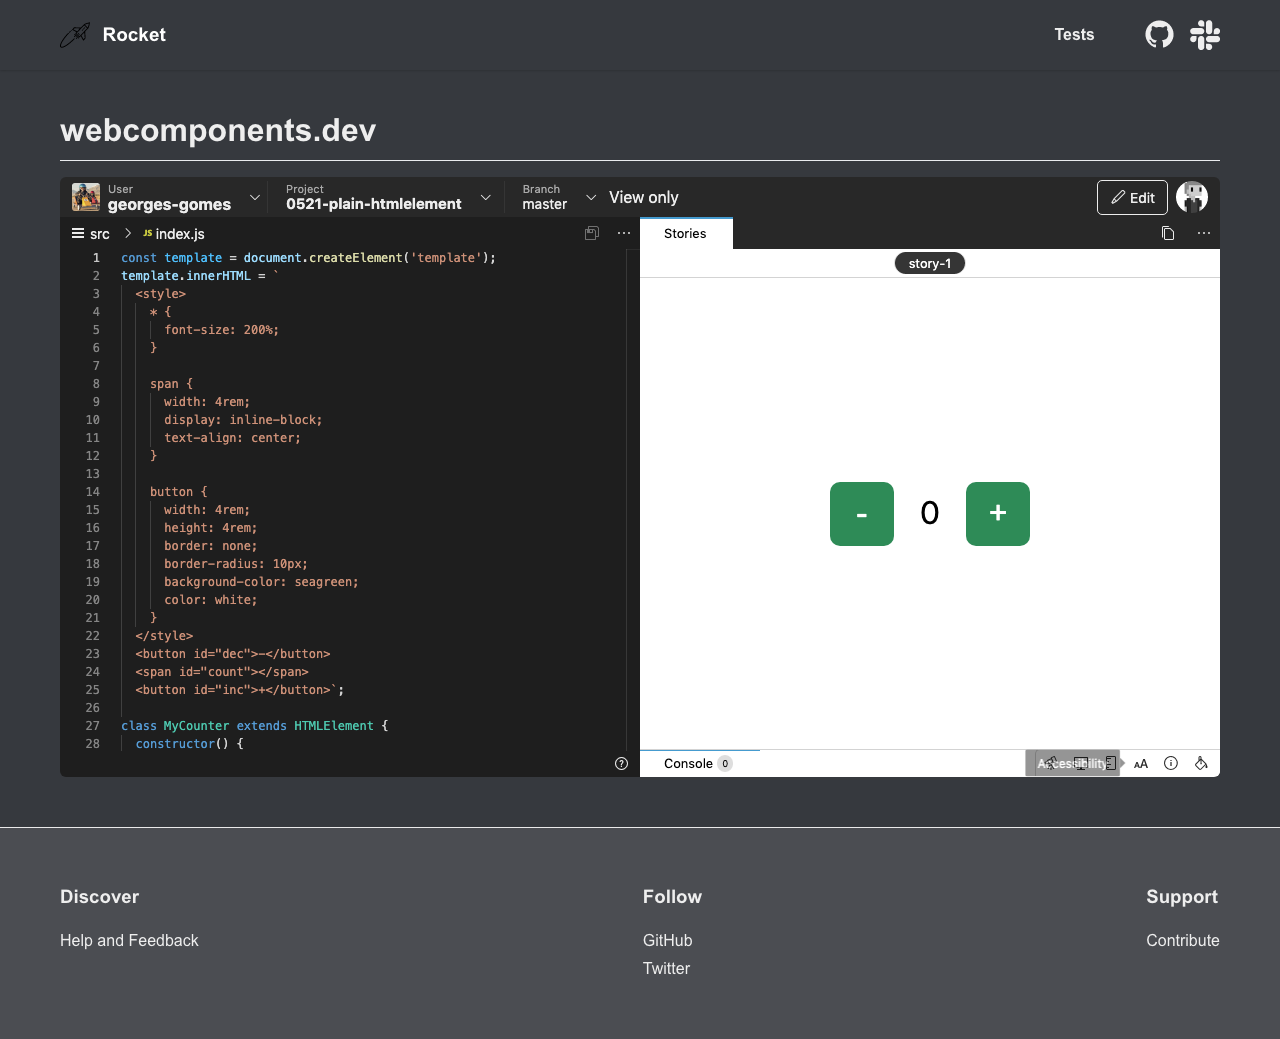 Rocket
Tests
webcomponents.dev
User
georges-gomes
Project
0521-plain-htmlelement
Branch
master
View only
Edit
src
JS index.js
Stories
story-1
1 const template = document.createElement('template');
2 template.innerHTML = `
3 <style>
4 * {
5 font-size: 200%;
6 }
7
8 span {
9 width: 4rem;
10 display: inline-block;
11 text-align: center;
12 }
13
14 button {
15 width: 4rem;
16 height: 4rem;
17 border: none;
18 border-radius: 10px;
19 background-color: seagreen;
20 color: white;
21 }
22 </style>
23 <button id="dec">-</button>
24 <span id="count"></span>
25 <button id="inc">+</button>`;
26
27 class MyCounter extends HTMLElement {
28 constructor() {
- 0 +
Console 0
Accessibility
AA
Discover
Help and Feedback
Follow
GitHub
Twitter
Support
Contribute